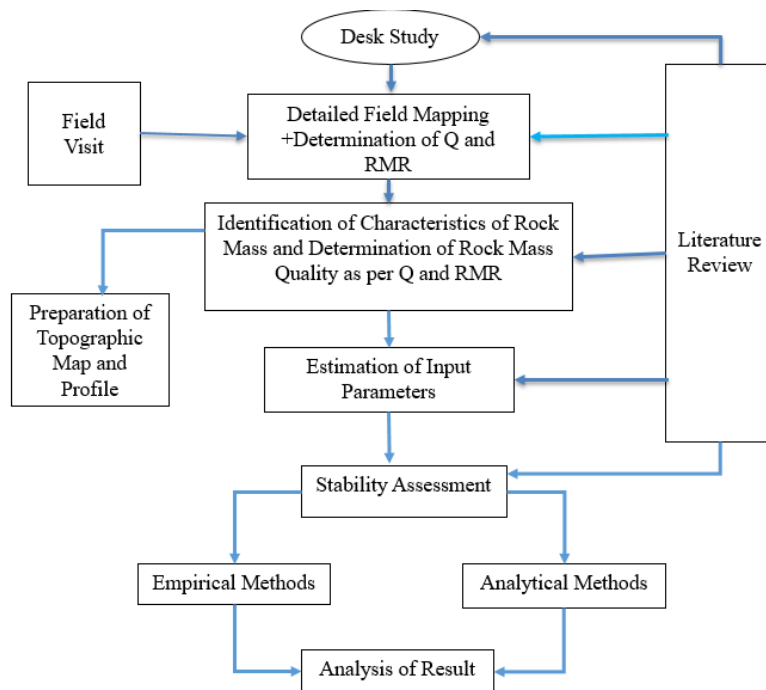 Desk Study
Field
Visit
Detailed Field Mapping
+Determination of Q and
RMR
Identification of Characteristics of Rock
Mass and Determination of Rock Mass
Quality as per Q and RMR
Literature
Review
Preparation of
Topographic
Map and
Profile
Estimation of Input
Parameters
Stability Assessment
Empirical Methods
Analytical Methods
Analysis of Result